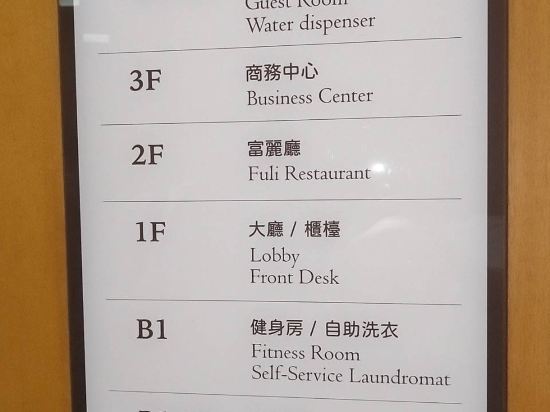 Guest Room
Water dispenser
3F
商務中心
Business Center
2F
富麗廳
Fuli Restaurant
1F
大廳 / 櫃檯
Lobby
Front Desk
B1
健身房 / 自助洗衣
Fitness Room
Self-Service Laundromat